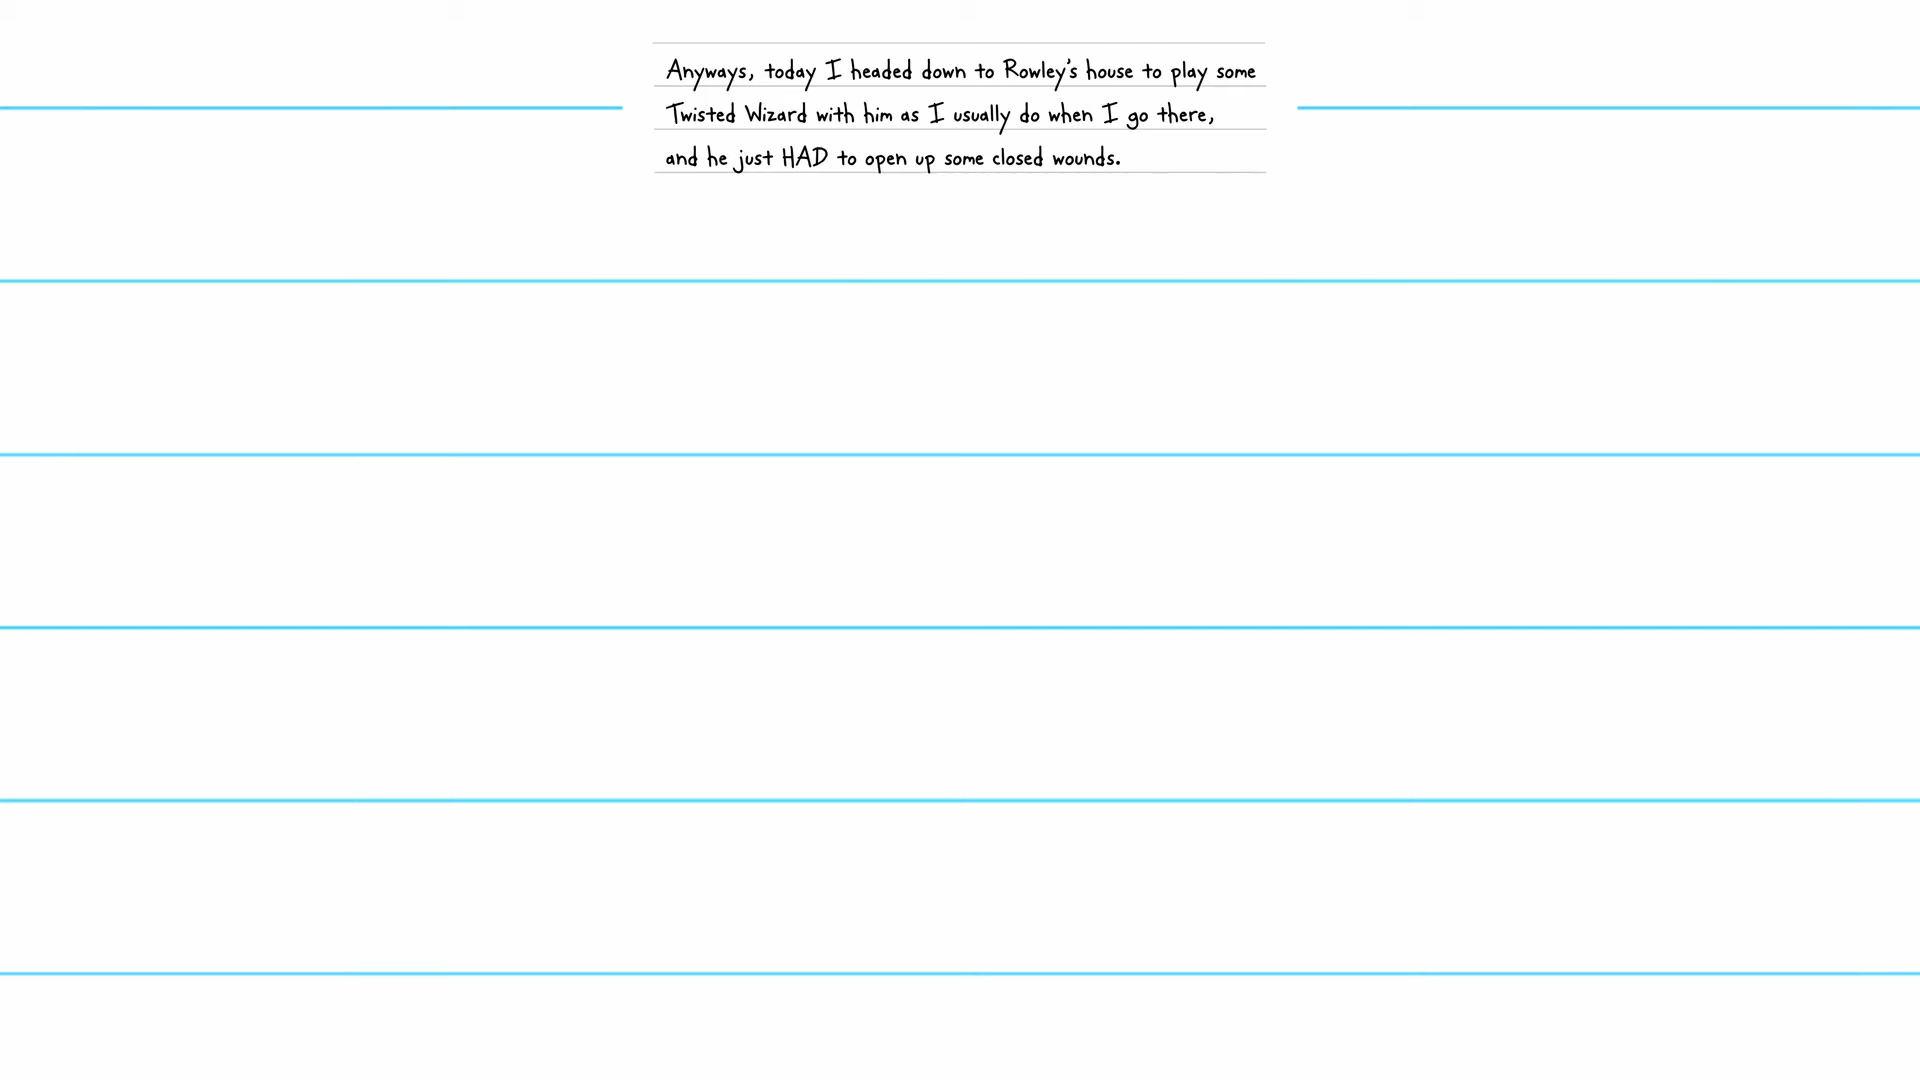 Anyways, today I headed down to Rowley's house to play some
Twisted Wizard with him as I usually do when I go there,
and he just HAD to open up some closed wounds.